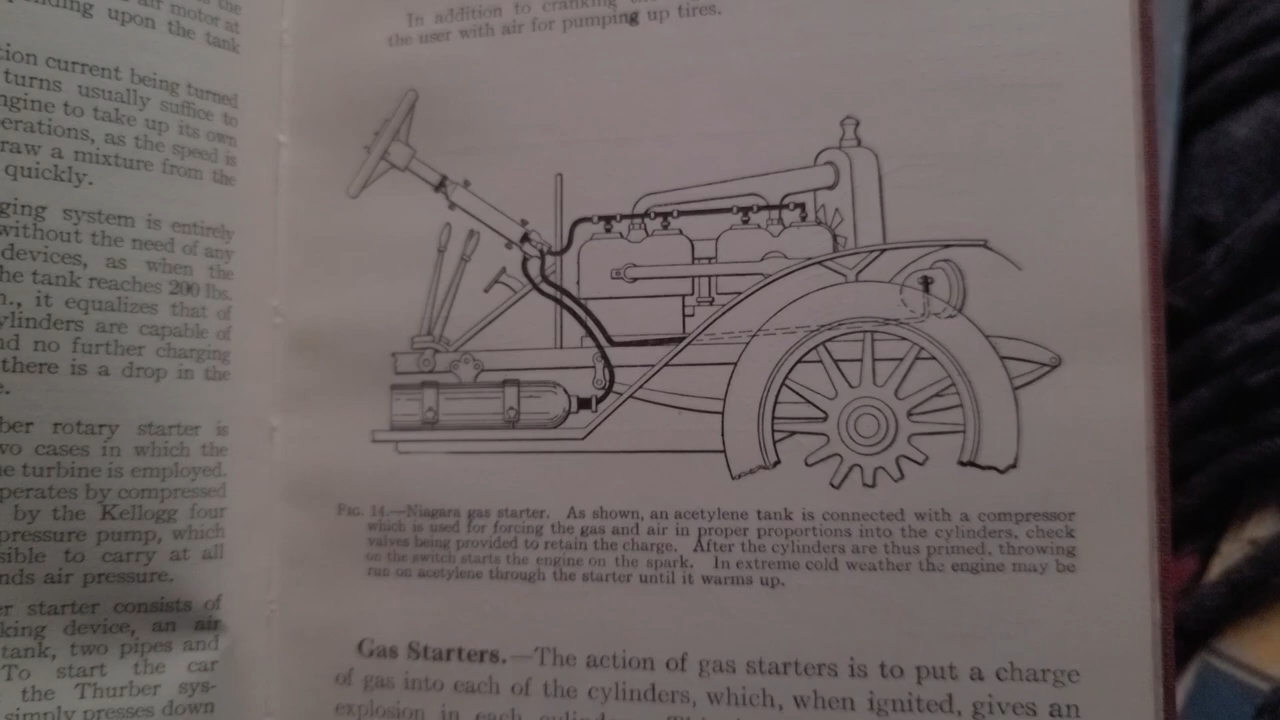 the
air motor at
upon the tank
tion current being turned
turns usually suffice to
ngine to take up its own
erations, as the speed is
raw a mixture from the
quickly.
ging system is entirely
without the need of any
devices, as when the
he tank reaches 200 lbs.
n., it equalizes that of
ylinders are capable of
nd no further charging
there is a drop in the
e.
ber rotary starter is
wo cases in which the
e turbine is employed.
perates by compressed
by the Kellogg four
pressure pump, which
sible to carry at all
nds air pressure.
er starter consists of
king device, an air
tank, two pipes and
To start the car
the Thurber sys-
simply presses down
In addition to cranking
the user with air for pumping up tires.
FIG. 14.—Niagara gas starter. As shown, an acetylene tank is connected with a compressor
which is used for forcing the gas and air in proper proportions into the cylinders, check
valves being provided to retain the charge. After the cylinders are thus primed, throwing
on the switch starts the engine on the spark. In extreme cold weather the engine may be
run on acetylene through the starter until it warms up.
Gas Starters.—The action of gas starters is to put a charge
of gas into each of the cylinders, which, when ignited, gives an
explosion in each